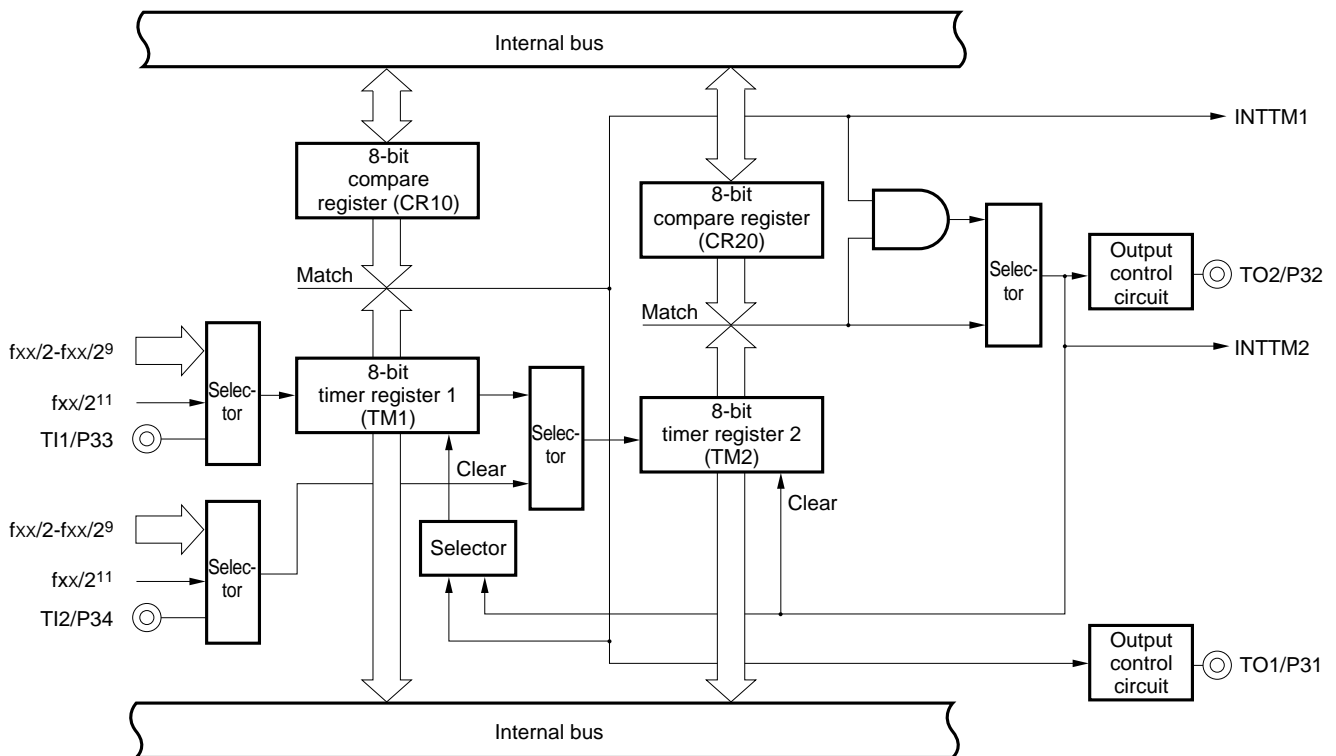 Internal bus
INTTM1
8-bit
compare
register (CR10)
8-bit
compare register
(CR20)
Selec-
tor
Output
control
circuit
TO2/P32
Match
Match
INTTM2
fxx/2-fxx/2⁹
fxx/2¹¹
TI1/P33
Selec-
tor
8-bit
timer register 1
(TM1)
Selec-
tor
8-bit
timer register 2
(TM2)
Clear
Clear
fxx/2-fxx/2⁹
fxx/2¹¹
TI2/P34
Selec-
tor
Selector
Output
control
circuit
TO1/P31
Internal bus